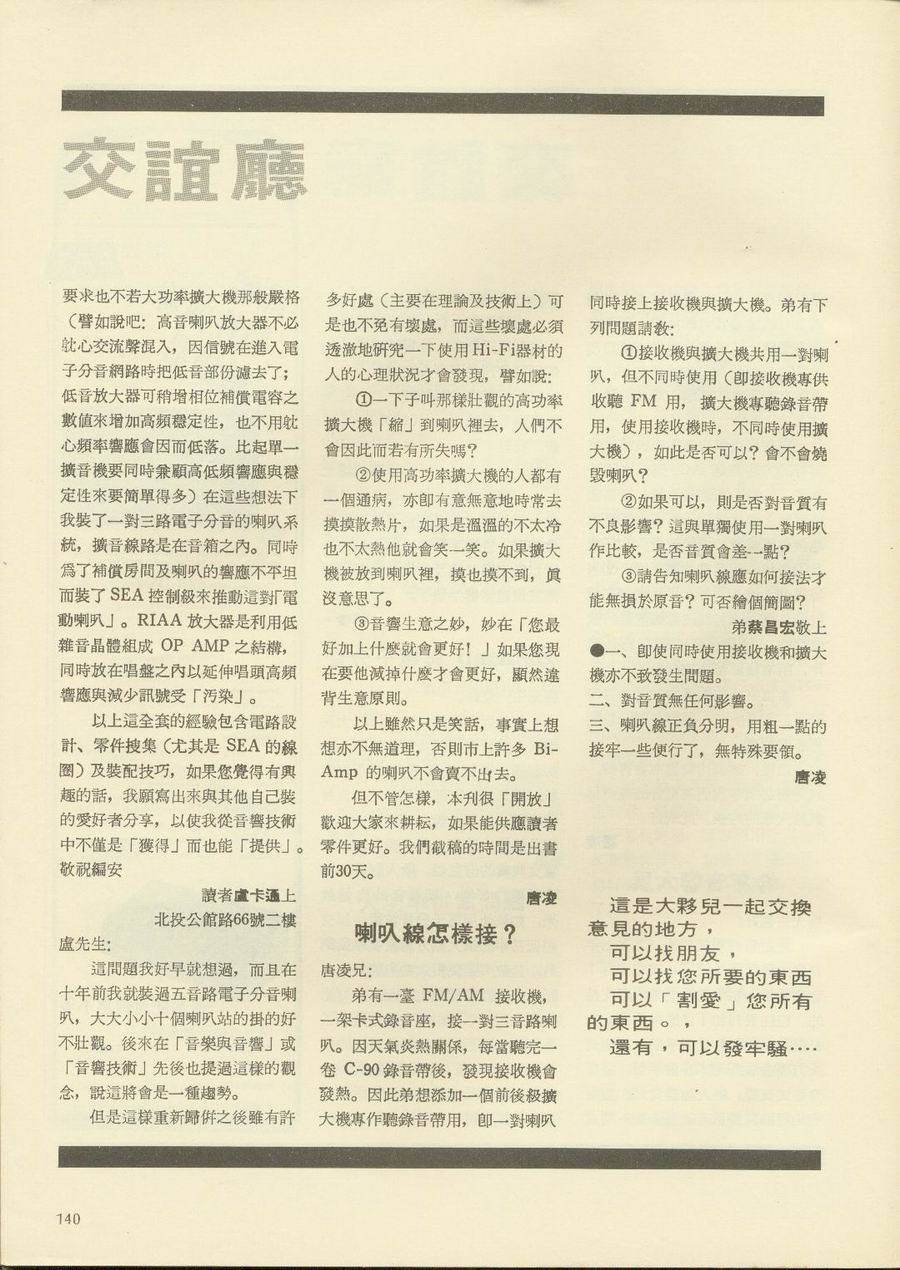 交誼廳
要求也不若大功率擴大機那般嚴格
（譬如說吧：高音喇叭放大器不必
躭心交流聲混入，因信號在進入電
子分音網路時把低音部份濾去了；
低音放大器可稍增相位補償電容之
數值來增加高頻穩定性，也不用躭
心頻率響應會因而低落。比起單一
擴音機要同時兼顧高低頻響應與穩
定性來要簡單得多）在這些想法下
我裝了一對三路電子分音的喇叭系
統，擴音線路是在音箱之內。同時
爲了補償房間及喇叭的響應不平坦
而裝了 SEA 控制級來推動這對「電
動喇叭」。RIAA 放大器是利用低
雜音晶體組成 OP AMP 之結構，
同時放在唱盤之內以延伸唱頭高頻
響應與減少訊號受「汚染」。
以上這全套的經驗包含電路設
計、零件搜集（尤其是 SEA 的線
圈）及裝配技巧，如果您覺得有興
趣的話，我願寫出來與其他自己裝
的愛好者分享，以使我從音響技術
中不僅是「獲得」而也能「提供」。
敬祝編安
讀者盧卡通上
北投公館路66號二樓
盧先生：
這問題我好早就想過，而且在
十年前我就裝過五音路電子分音喇
叭，大大小小十個喇叭站的掛的好
不壯觀。後來在「音樂與音響」或
「音響技術」先後也提過這樣的觀
念，說這將會是一種趨勢。
但是這樣重新歸倂之後雖有許
多好處（主要在理論及技術上）可
是也不免有壞處，而這些壞處必須
透澈地硏究一下使用 Hi-Fi器材的
人的心理狀況才會發現，譬如說：
①一下子叫那樣壯觀的高功率
擴大機「縮」到喇叭裡去，人們不
會因此而若有所失嗎？
②使用高功率擴大機的人都有
一個通病，亦卽有意無意地時常去
摸摸散熱片，如果是溫溫的不太冷
也不太熱他就會笑一笑。如果擴大
機被放到喇叭裡，摸也摸不到，眞
沒意思了。
③音響生意之妙，妙在「您最
好加上什麽就會更好！」如果您現
在要他減掉什麽才會更好，顯然違
背生意原則。
以上雖然只是笑話，事實上想
想亦不無道理，否則市上許多 Bi-
Amp 的喇叭不會賣不出去。
但不管怎樣，本刋很「開放」
歡迎大家來耕耘，如果能供應讀者
零件更好。我們截稿的時間是出書
前30天。
唐凌
喇叭線怎樣接？
唐凌兄：
弟有一臺 FM/AM 接收機，
一架卡式錄音座，接一對三音路喇
叭。因天氣炎熱關係，每當聽完一
卷 C-90 錄音帶後，發現接收機會
發熱。因此弟想添加一個前後級擴
大機專作聽錄音帶用，卽一對喇叭
同時接上接收機與擴大機。弟有下
列問題請敎：
①接收機與擴大機共用一對喇
叭，但不同時使用（卽接收機專供
收聽 FM 用， 擴大機專聽錄音帶
用，使用接收機時，不同時使用擴
大機），如此是否可以？會不會燒
毀喇叭？
②如果可以，則是否對音質有
不良影響？這與單獨使用一對喇叭
作比較，是否音質會差一點？
③請告知喇叭線應如何接法才
能無損於原音？可否繪個簡圖？
弟蔡昌宏敬上
●一、卽使同時使用接收機和擴大
機亦不致發生問題。
二、對音質無任何影響。
三、喇叭線正負分明，用粗一點的
接牢一些便行了，無特殊要領。
唐凌
這是大夥兒一起交換
意見的地方，
可以找朋友，
可以找您所要的東西
可以「割愛」您所有
的東西。，
還有，可以發牢騷‥‥
140